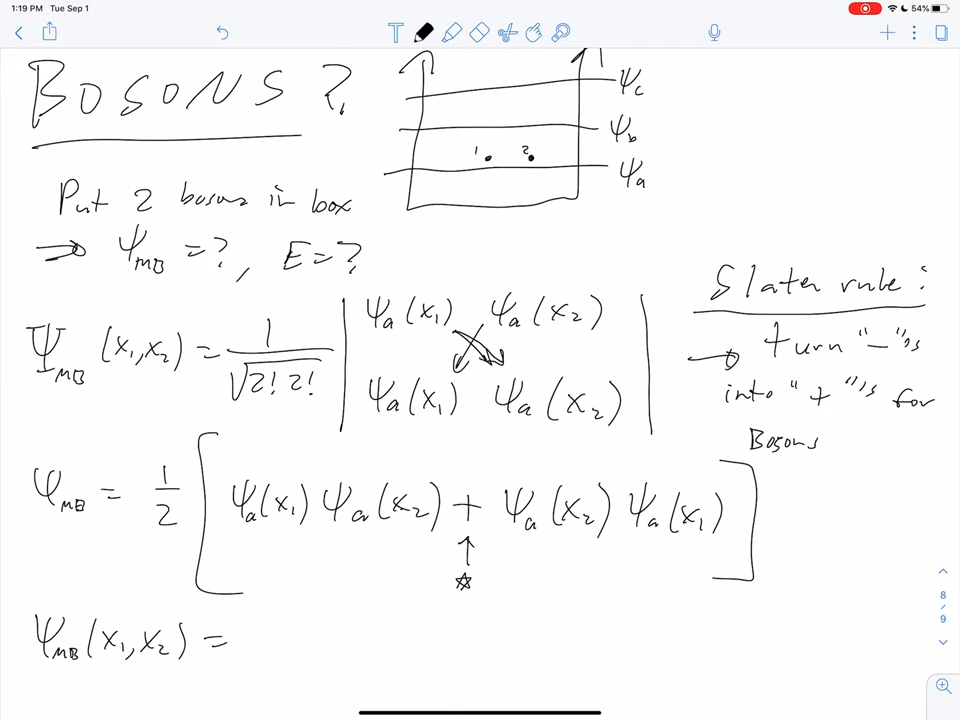 1:19 PM Tue Sep 1
54%
BOSONS?
ψc
ψb
1 2
ψa
Put 2 bosons in box
→ ψMB = ?, E = ?
Slater rule:
→ turn "–"'s
into "+"'s for
Bosons
ΨMB (x₁,x₂) = 1/√(2! 2!) | ψa(x₁) ψa(x₂)
ψa(x₁) ψa(x₂) |
ψMB = 1/2 [ ψa(x₁) ψa(x₂) + ψa(x₂) ψa(x₁) ]
↑
☆
ψMB(x₁,x₂) =
8
/
9